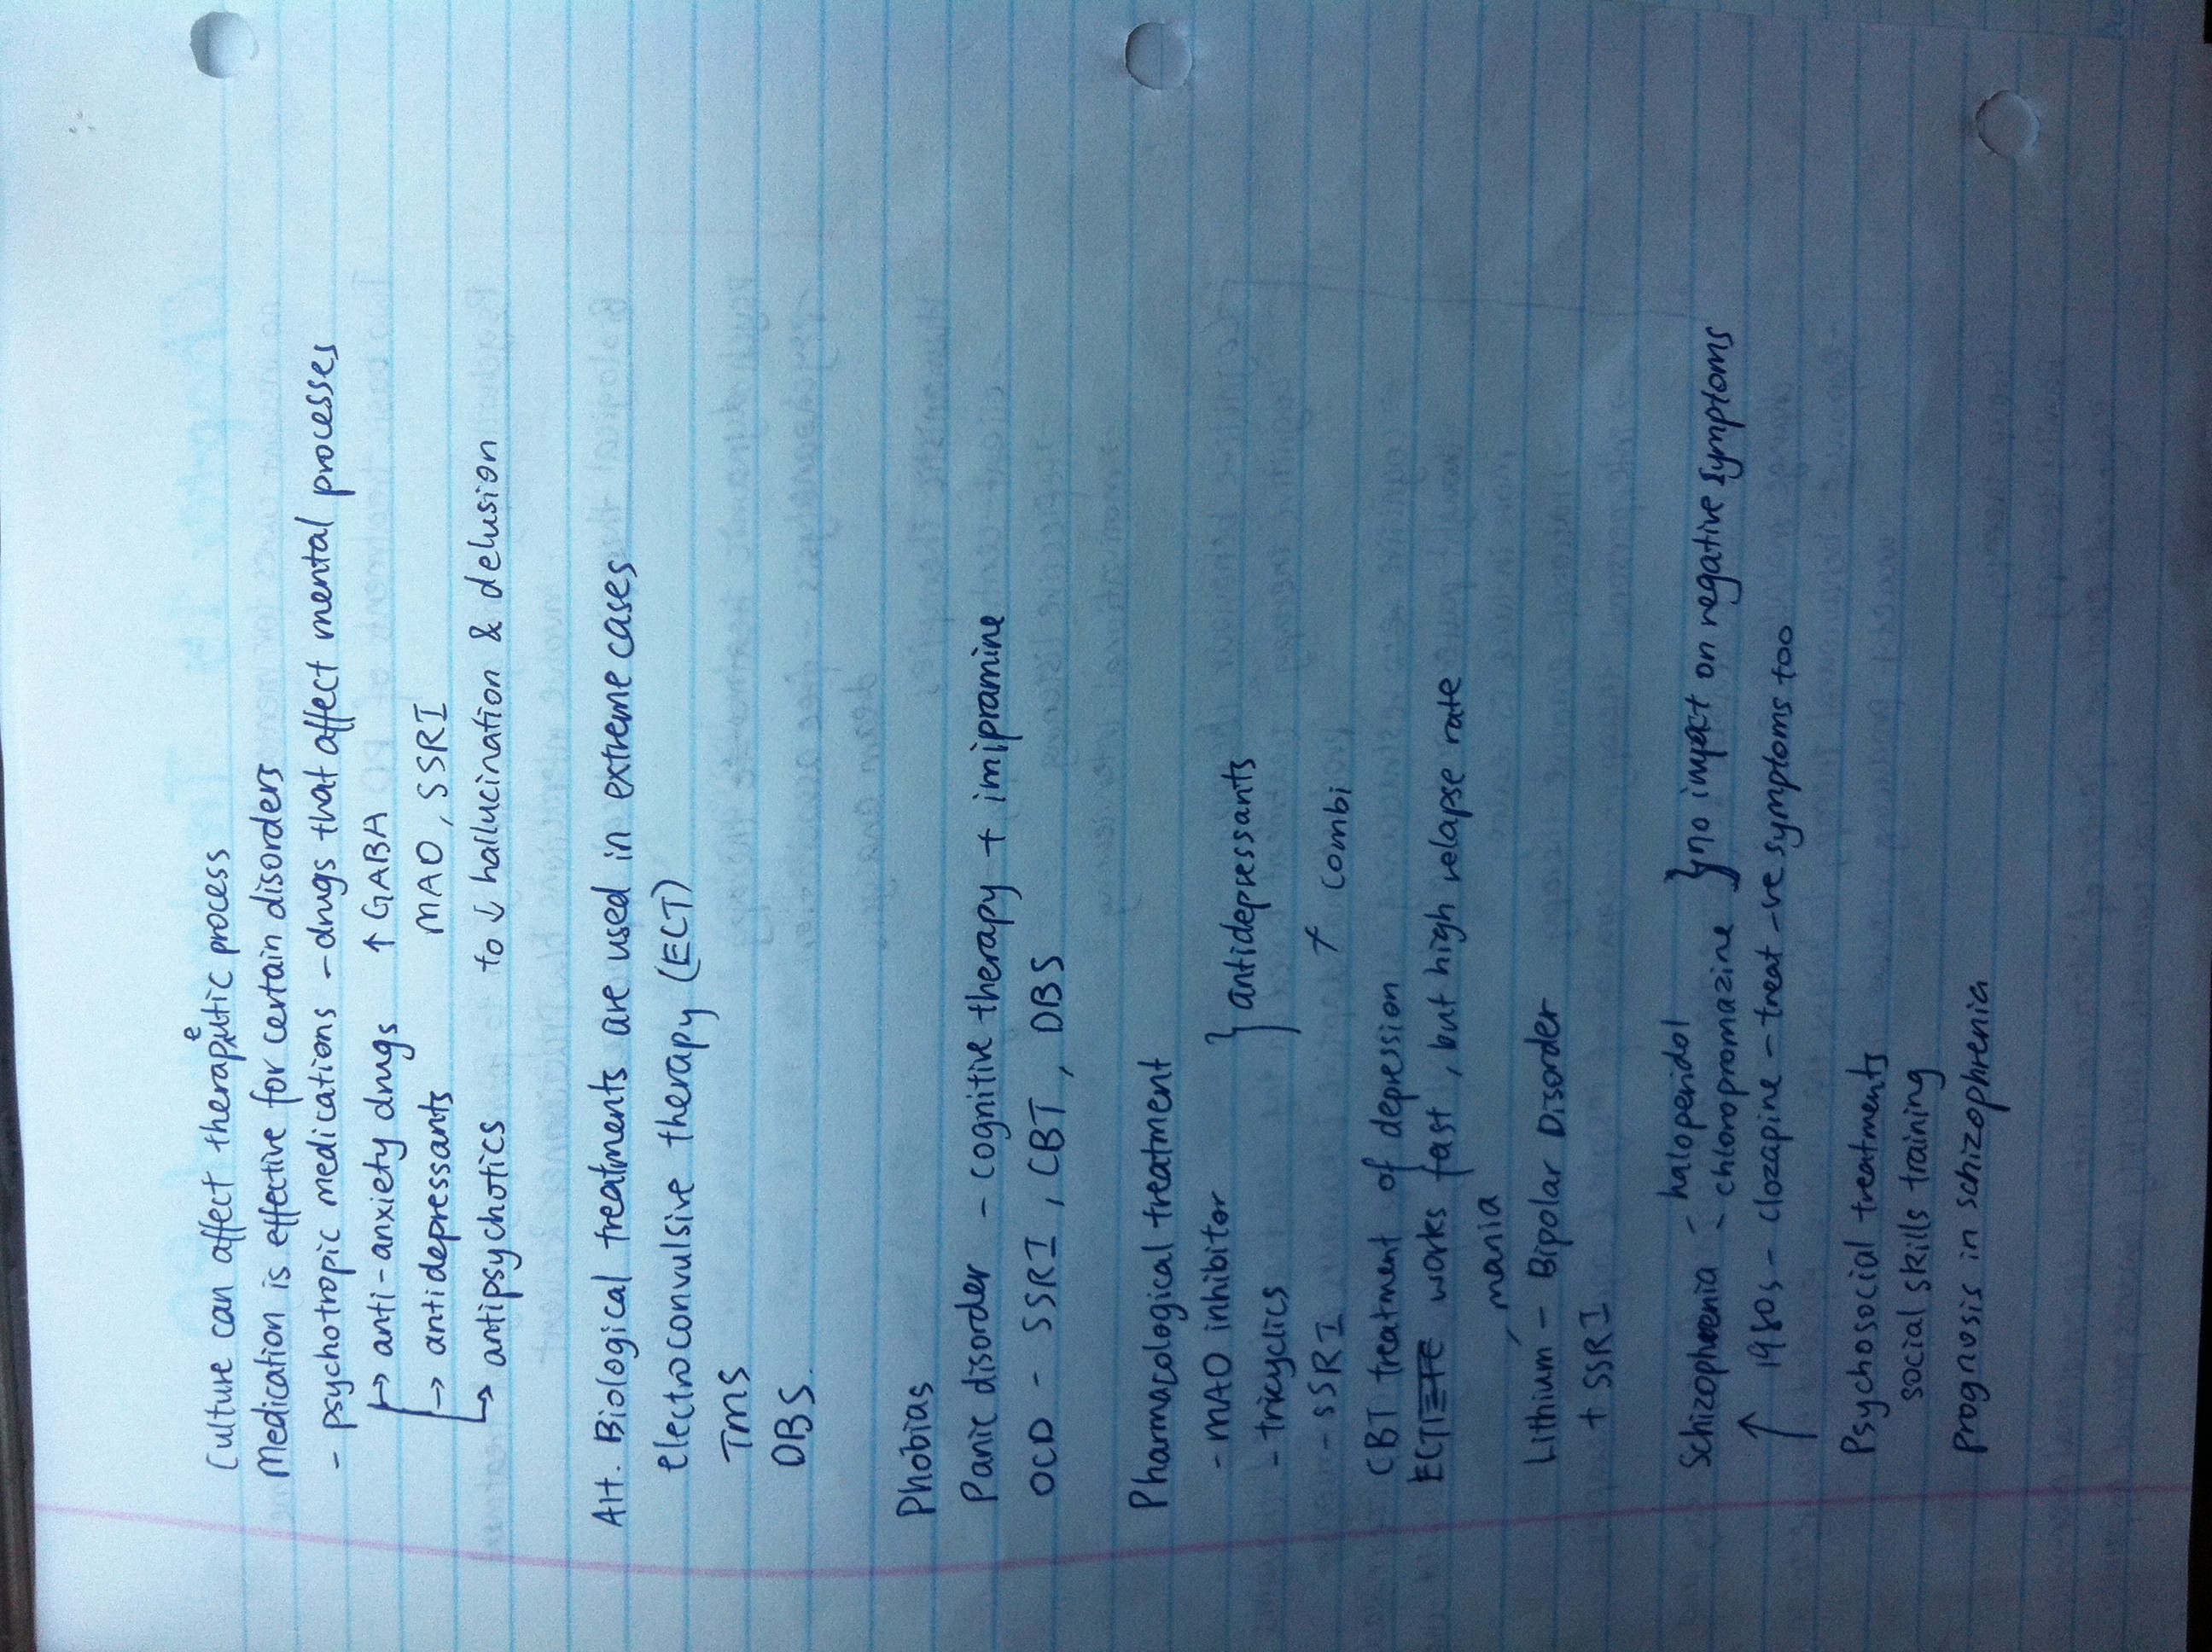 Culture can affect therapeutic process
Medication is effective for certain disorders
- psychotropic medications - drugs that affect mental processes
↳ anti-anxiety drugs ↑ GABA
→ antidepressants MAO, SSRI
↳ antipsychotics to ↓ hallucination & delusion
Alt. Biological treatments are used in extreme cases
electroconvulsive therapy (ECT)
TMS
DBS.
Phobias
Panic disorder - cognitive therapy + imipramine
OCD - SSRI, CBT, DBS
Pharmacological treatment
- MAO inhibitor
- tricyclics } antidepressants
- SSRI + combi
CBT treatment of depression
ECT works fast, but high relapse rate
mania
Lithium - Bipolar Disorder
+ SSRI
Schizophrenia - haloperidol
- chloropromazine } no impact on negative symptoms
1980s - clozapine - treat -ve symptoms too
Psychosocial treatments
social skills training
prognosis in schizophrenia